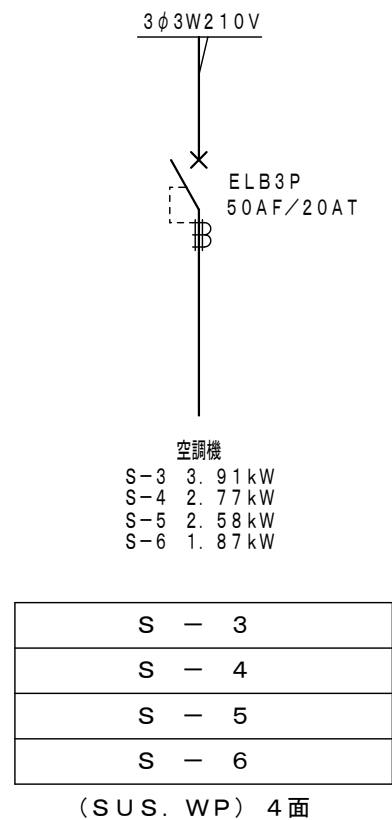 3φ3W210V
ELB3P
50AF／20AT
空調機
S－3 3．91kW
S－4 2．77kW
S－5 2．58kW
S－6 1．87kW
S － 3
S － 4
S － 5
S － 6
（SUS．WP） 4面